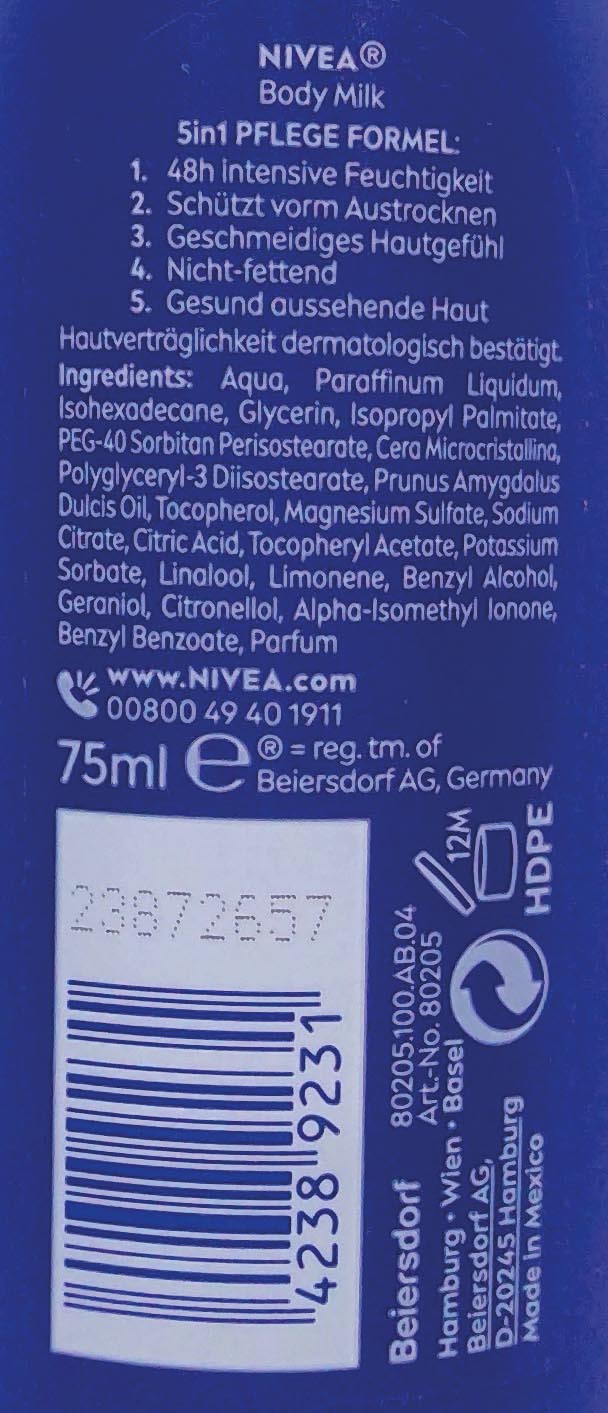 NIVEA®
Body Milk
5in1 PFLEGE FORMEL:
1. 48h intensive Feuchtigkeit
2. Schützt vorm Austrocknen
3. Geschmeidiges Hautgefühl
4. Nicht-fettend
5. Gesund aussehende Haut
Hautverträglichkeit dermatologisch bestätigt.
Ingredients: Aqua, Paraffinum Liquidum,
Isohexadecane, Glycerin, Isopropyl Palmitate,
PEG-40 Sorbitan Perisostearate, Cera Microcristallina,
Polyglyceryl-3 Diisostearate, Prunus Amygdalus
Dulcis Oil, Tocopherol, Magnesium Sulfate, Sodium
Citrate, Citric Acid, Tocopheryl Acetate, Potassium
Sorbate, Linalool, Limonene, Benzyl Alcohol,
Geraniol, Citronellol, Alpha-Isomethyl Ionone,
Benzyl Benzoate, Parfum
www.NIVEA.com
00800 49 40 1911
75ml e ® = reg. tm. of
Beiersdorf AG, Germany
23872657
4238 9231
80205.100.AB.04
Art.-No. 80205
12M
HDPE
Beiersdorf
Hamburg • Wien • Basel
Beiersdorf AG,
D-20245 Hamburg
Made in Mexico